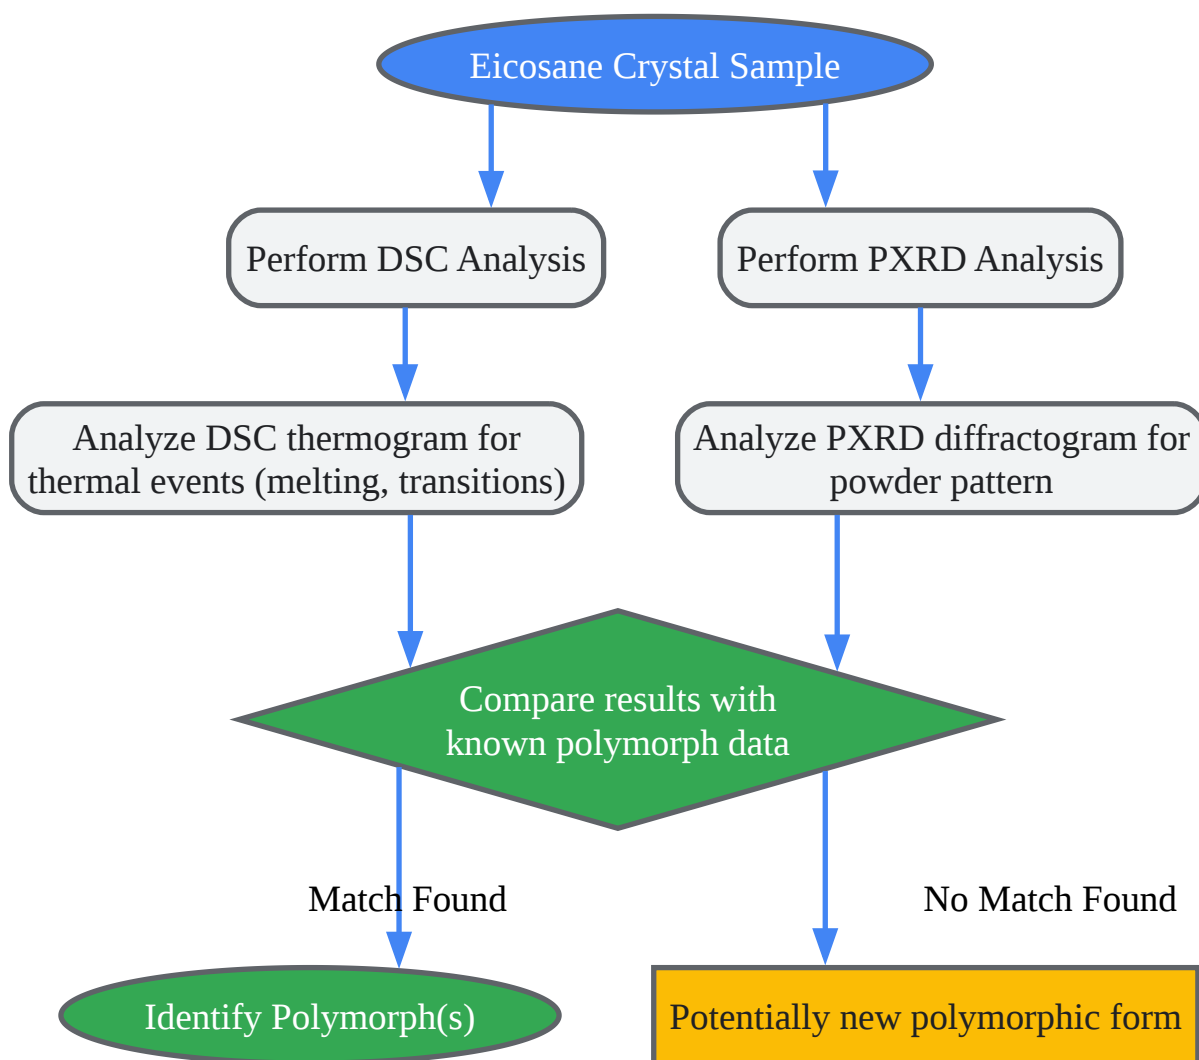 Eicosane Crystal Sample
Perform DSC Analysis
Perform PXRD Analysis
Analyze DSC thermogram for
thermal events (melting, transitions)
Analyze PXRD diffractogram for
powder pattern
Compare results with
known polymorph data
Match Found
No Match Found
Identify Polymorph(s)
Potentially new polymorphic form